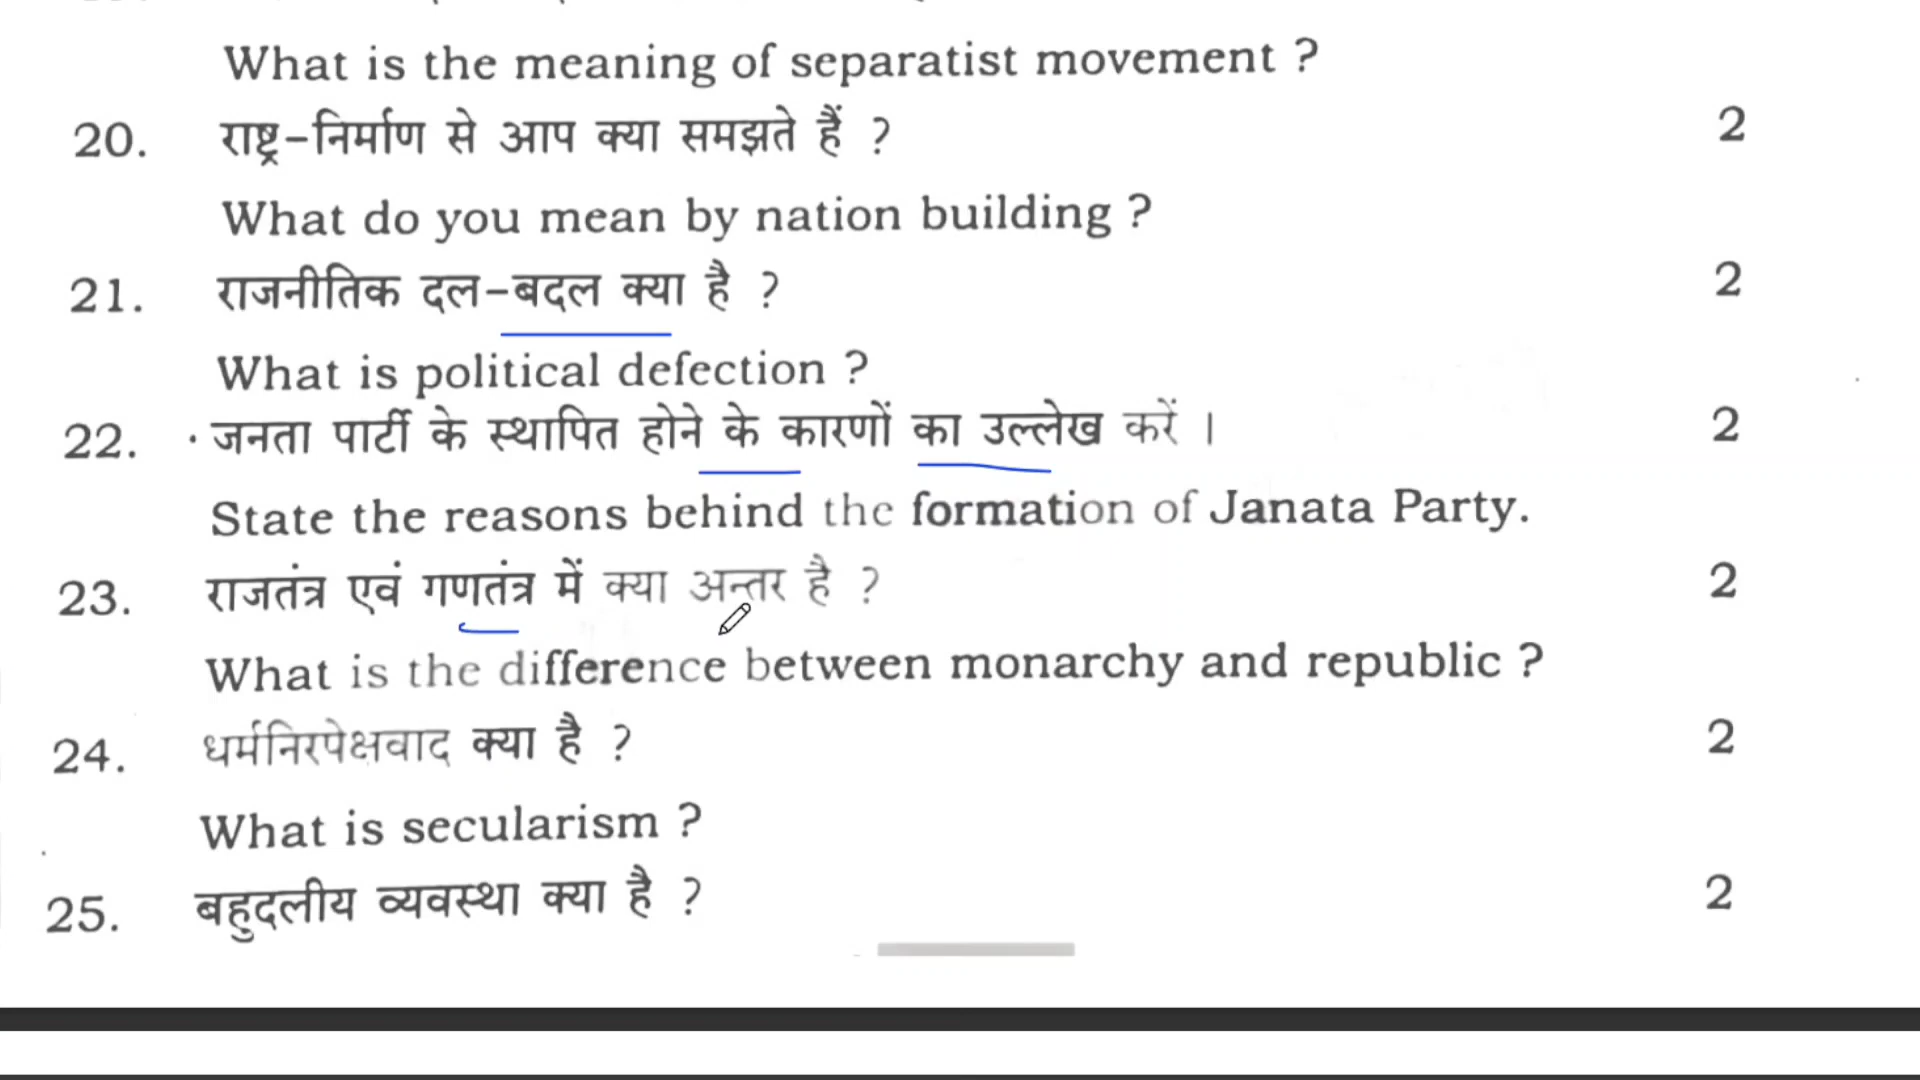 What is the meaning of separatist movement ?
20. राष्ट्र-निर्माण से आप क्या समझते हैं ? 2
What do you mean by nation building ?
21. राजनीतिक दल-बदल क्या है ? 2
What is political defection ?
22. जनता पार्टी के स्थापित होने के कारणों का उल्लेख करें । 2
State the reasons behind the formation of Janata Party.
23. राजतंत्र एवं गणतंत्र में क्या अन्तर है ? 2
What is the difference between monarchy and republic ?
24. धर्मनिरपेक्षवाद क्या है ? 2
What is secularism ?
25. बहुदलीय व्यवस्था क्या है ? 2